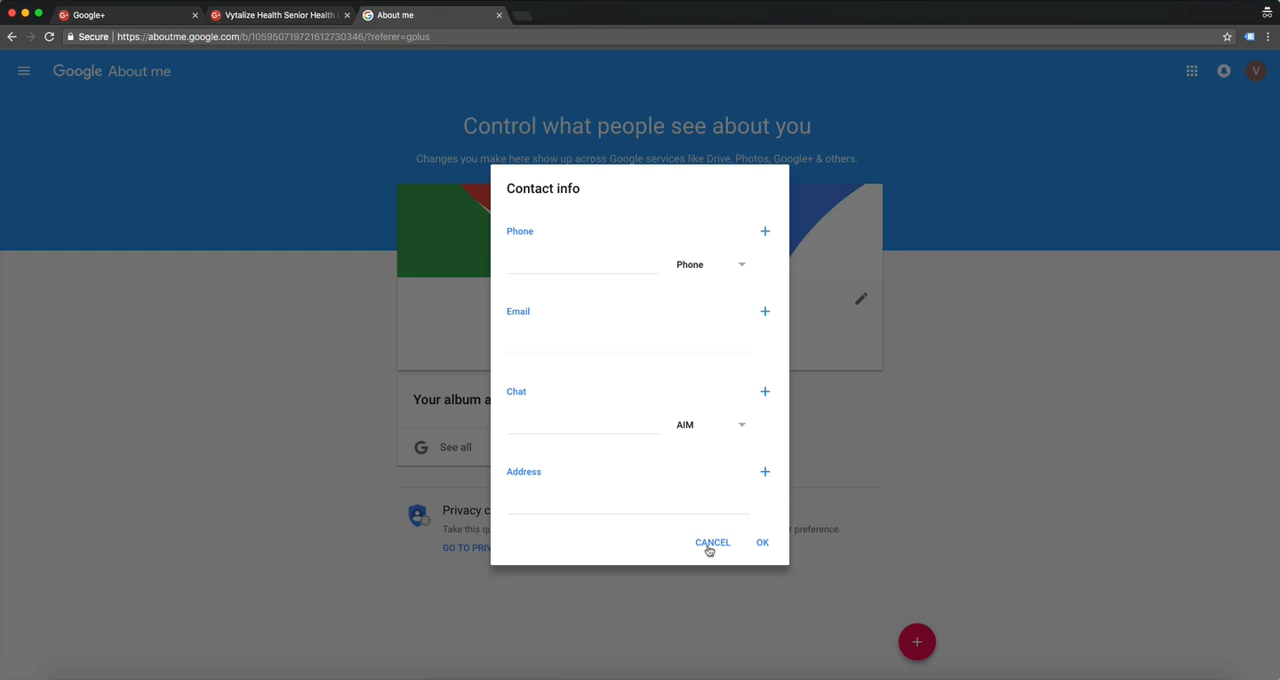 Google+
Vytalize Health Senior Health
About me
Secure
https://aboutme.google.com/b/105950719721612730346/?referer=gplus
Google About me
V
Control what people see about you
Changes you make here show up across Google services like Drive, Photos, Google+ & others.
Contact info
Phone
Phone
Email
Chat
AIM
Address
CANCEL
OK
Your album a
See all
Privacy c
Take this qu
r preference.
GO TO PRIV